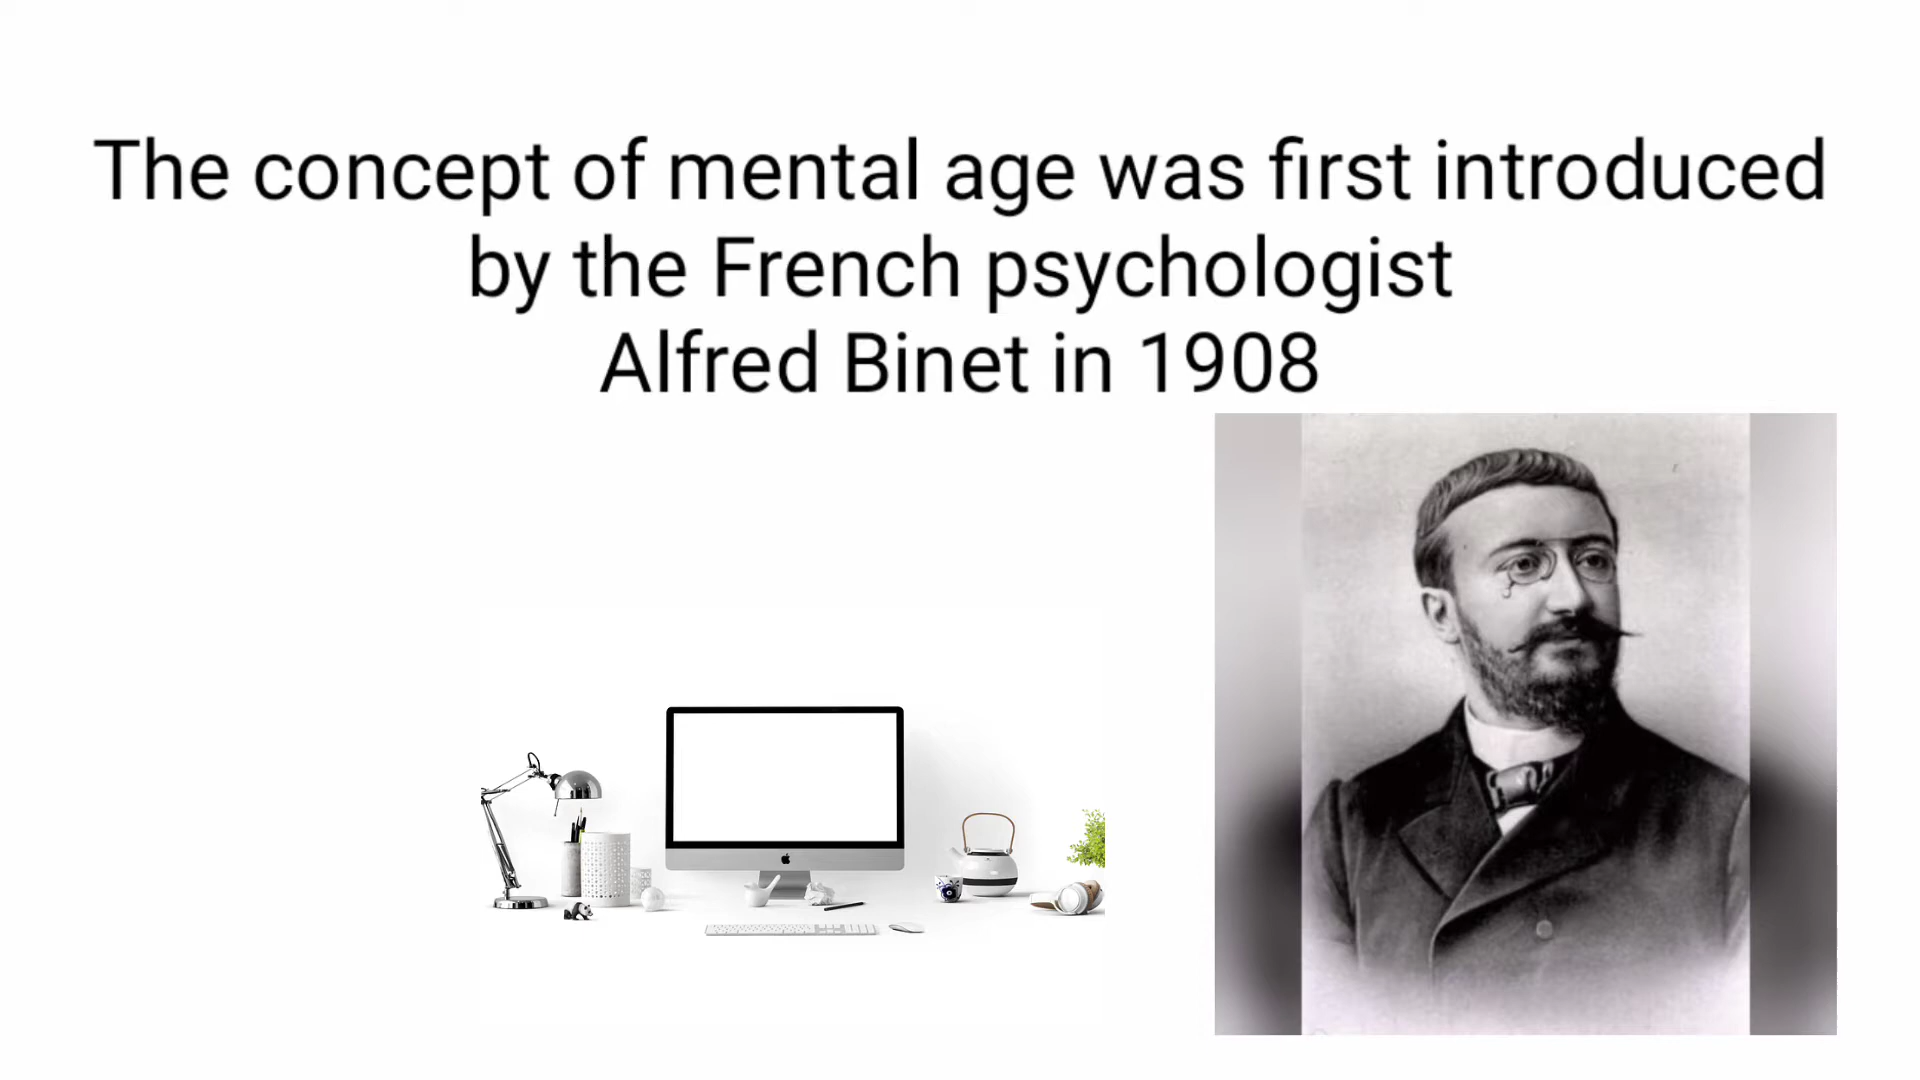 The concept of mental age was first introduced
by the French psychologist
Alfred Binet in 1908